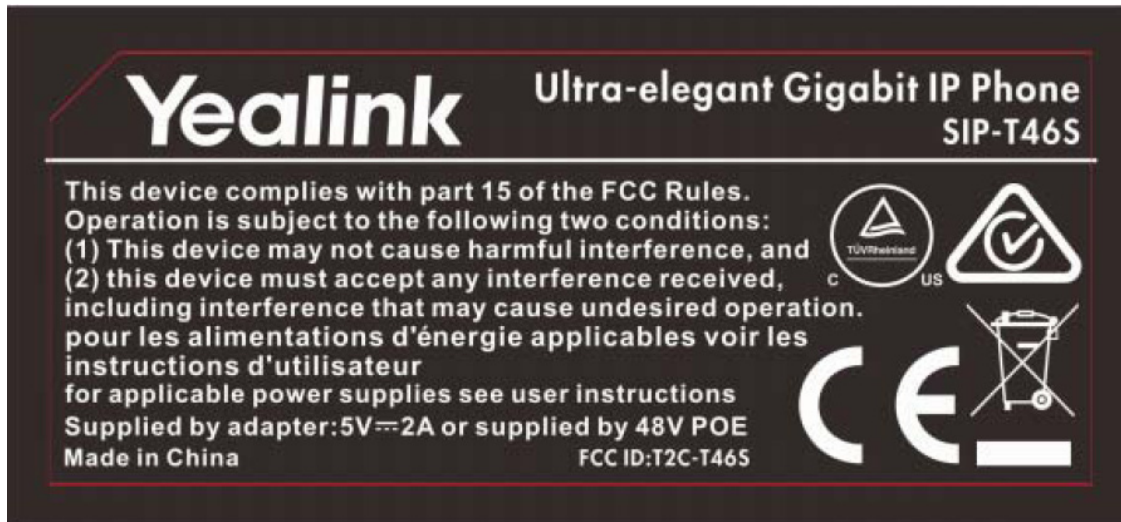 Yealink
Ultra-elegant Gigabit IP Phone
SIP-T46S
This device complies with part 15 of the FCC Rules.
Operation is subject to the following two conditions:
(1) This device may not cause harmful interference, and
(2) this device must accept any interference received,
including interference that may cause undesired operation.
pour les alimentations d'énergie applicables voir les
instructions d'utilisateur
for applicable power supplies see user instructions
Supplied by adapter:5V⎓2A or supplied by 48V POE
Made in China
FCC ID:T2C-T46S
TÜVRheinland
C US
CE